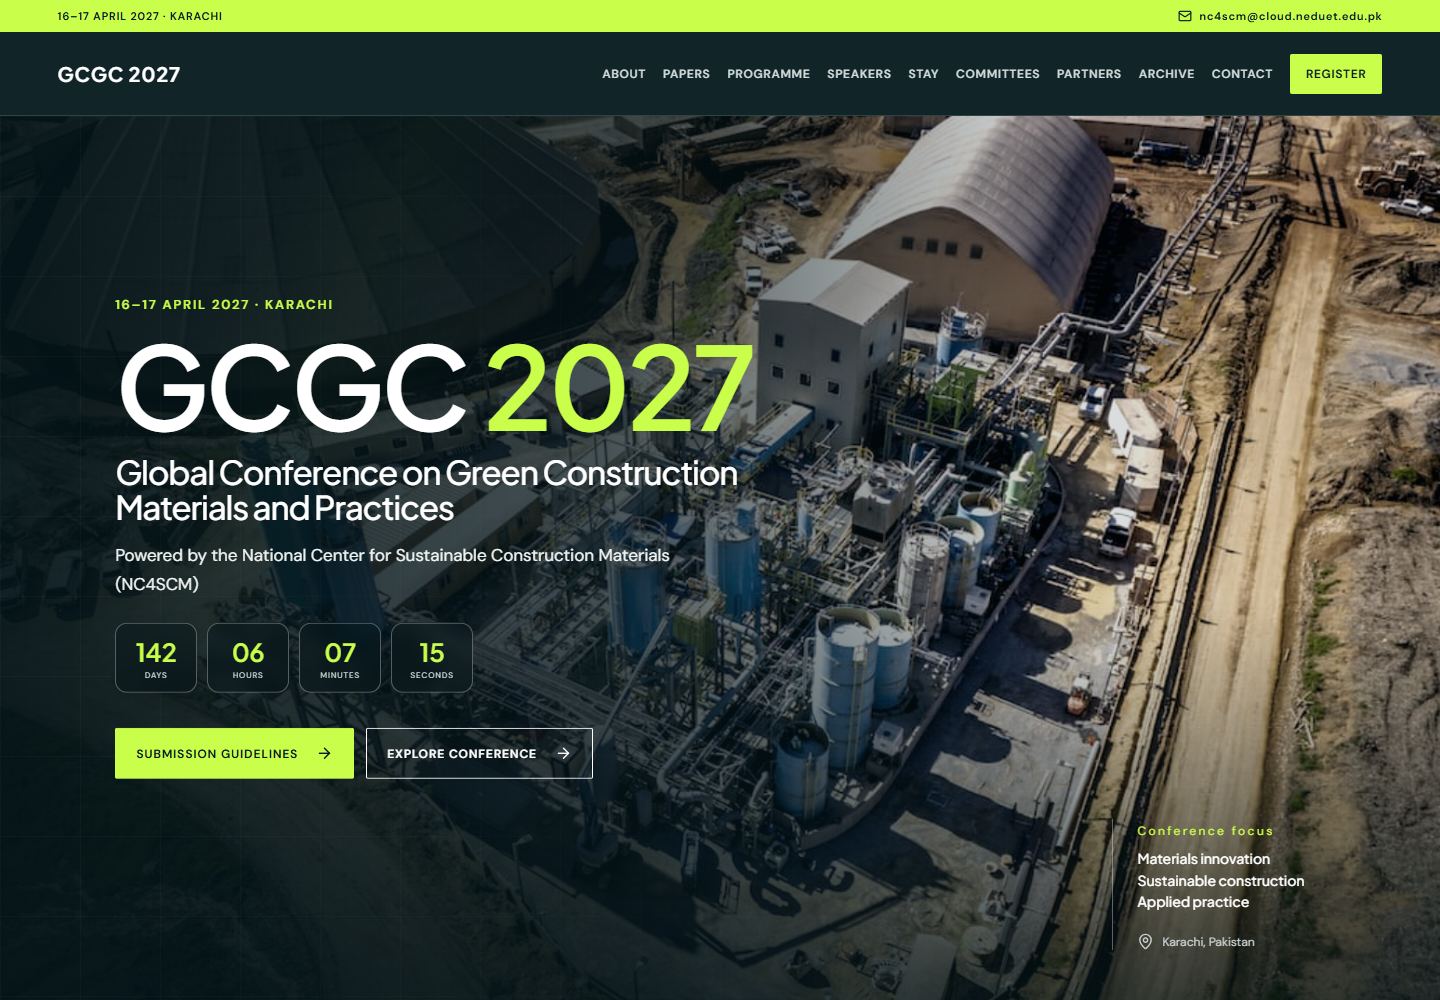 16–17 APRIL 2027 · KARACHI
nc4scm@cloud.neduet.edu.pk
GCGC 2027
ABOUT PAPERS PROGRAMME SPEAKERS STAY COMMITTEES PARTNERS ARCHIVE CONTACT REGISTER
16–17 APRIL 2027 · KARACHI
GCGC 2027
Global Conference on Green Construction
Materials and Practices
Powered by the National Center for Sustainable Construction Materials
(NC4SCM)
142 06 07 15
DAYS HOURS MINUTES SECONDS
SUBMISSION GUIDELINES EXPLORE CONFERENCE
Conference focus
Materials innovation
Sustainable construction
Applied practice
Karachi, Pakistan